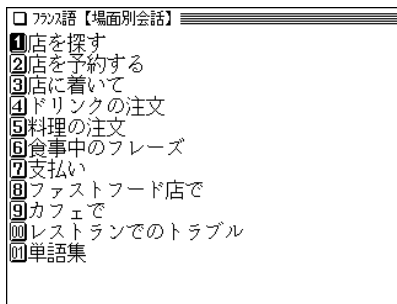 □ フランス語【場面別会話】
1店を探す
2店を予約する
3店に着いて
4ドリンクの注文
5料理の注文
6食事中のフレーズ
7支払い
8ファストフード店で
9カフェで
00レストランでのトラブル
01単語集